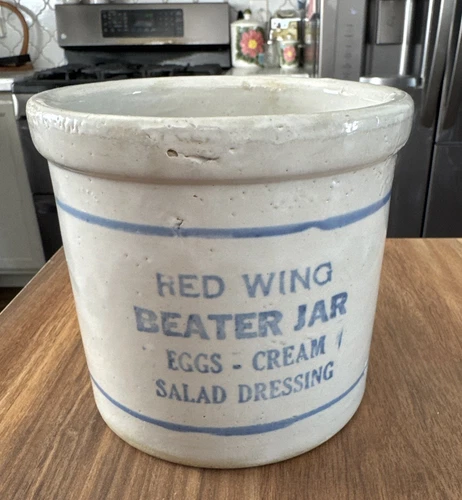 RED WING
BEATER JAR
EGGS - CREAM
SALAD DRESSING